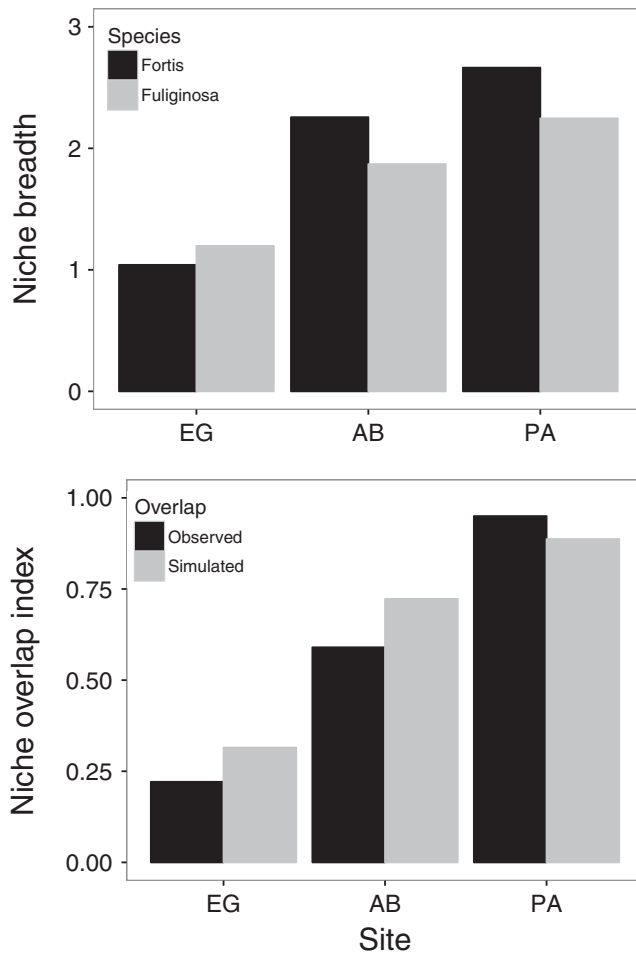 Niche breadth
3
2
1
0
Species
Fortis
Fuliginosa
EG AB PA
Niche overlap index
1.00
0.75
0.50
0.25
0.00
Overlap
Observed
Simulated
EG AB PA
Site